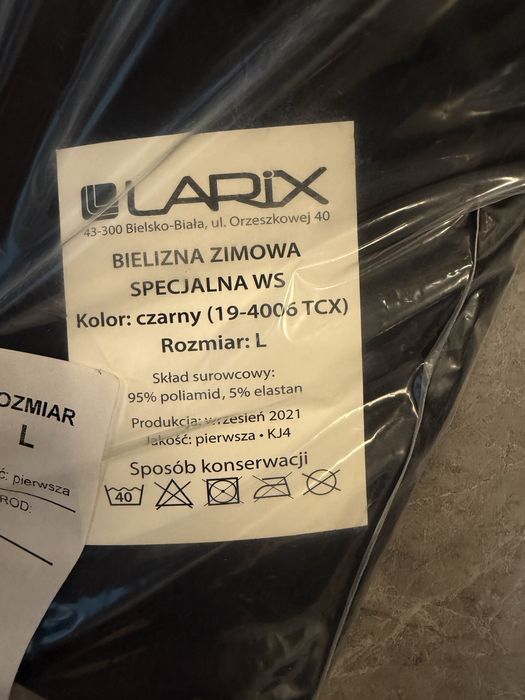 LARiX
43-300 Bielsko-Biała, ul. Orzeszkowej 40
BIELIZNA ZIMOWA
SPECJALNA WS
Kolor: czarny (19-4006 TCX)
Rozmiar: L
Skład surowcowy:
95% poliamid, 5% elastan
Produkcja: wrzesień 2021
Jakość: pierwsza • KJ4
Sposób konserwacji
40
OZMIAR
L
ć: pierwsza
ROD: